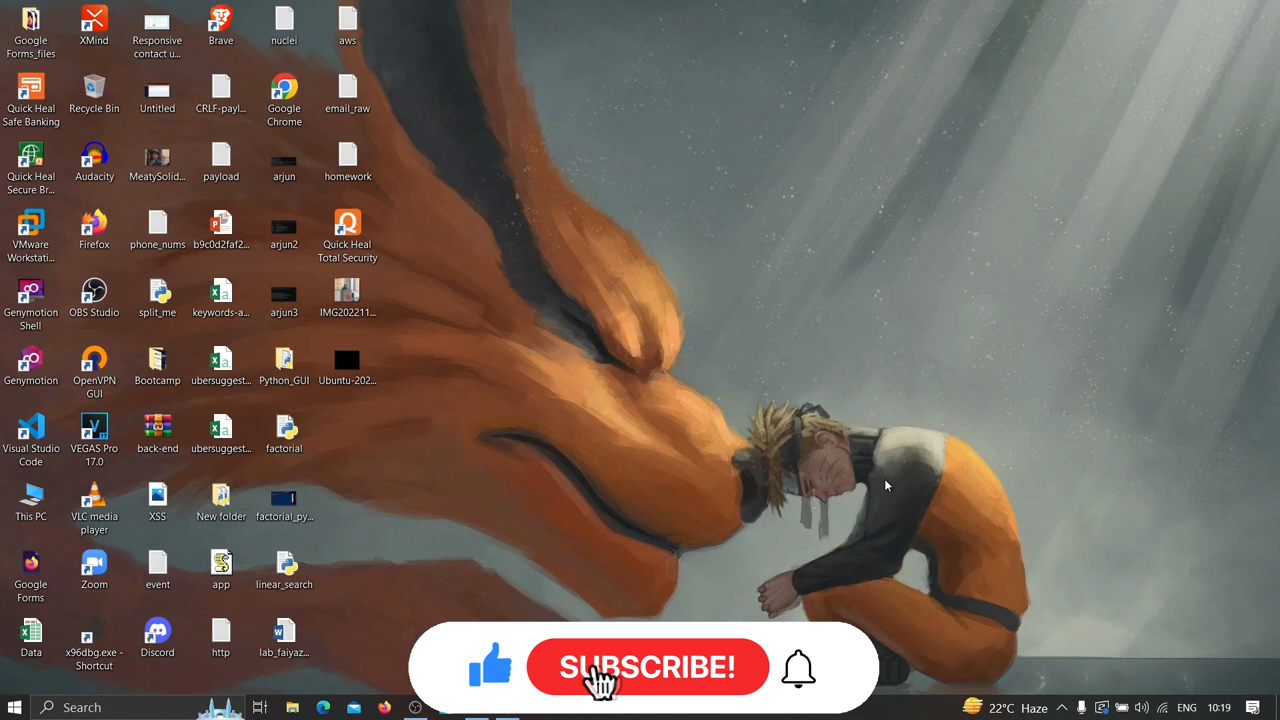 Google
Forms_files
XMind
Responsive
contact u...
Brave
nuclei
aws
Quick Heal
Safe Banking
Recycle Bin
Untitled
CRLF-payl...
Google
Chrome
email_raw
Quick Heal
Secure Br...
Audacity
MeatySolid...
payload
arjun
homework
VMware
Workstati...
Firefox
phone_nums
b9c0d2faf2...
arjun2
Quick Heal
Total Security
Genymotion
Shell
OBS Studio
split_me
keywords-a...
arjun3
IMG202211...
Genymotion
OpenVPN
GUI
Bootcamp
ubersuggest...
Python_GUI
Ubuntu-202...
Visual Studio
Code
VEGAS Pro
17.0
back-end
ubersuggest...
factorial
This PC
VLC media
player
XSS
New folder
factorial_py...
Google
Forms
Zoom
event
app
linear_search
Data
x96dbg.exe -
Shortcut
Discord
http
lab_faiyaz...
SUBSCRIBE!
Search
22°C Haze
ENG
10:19